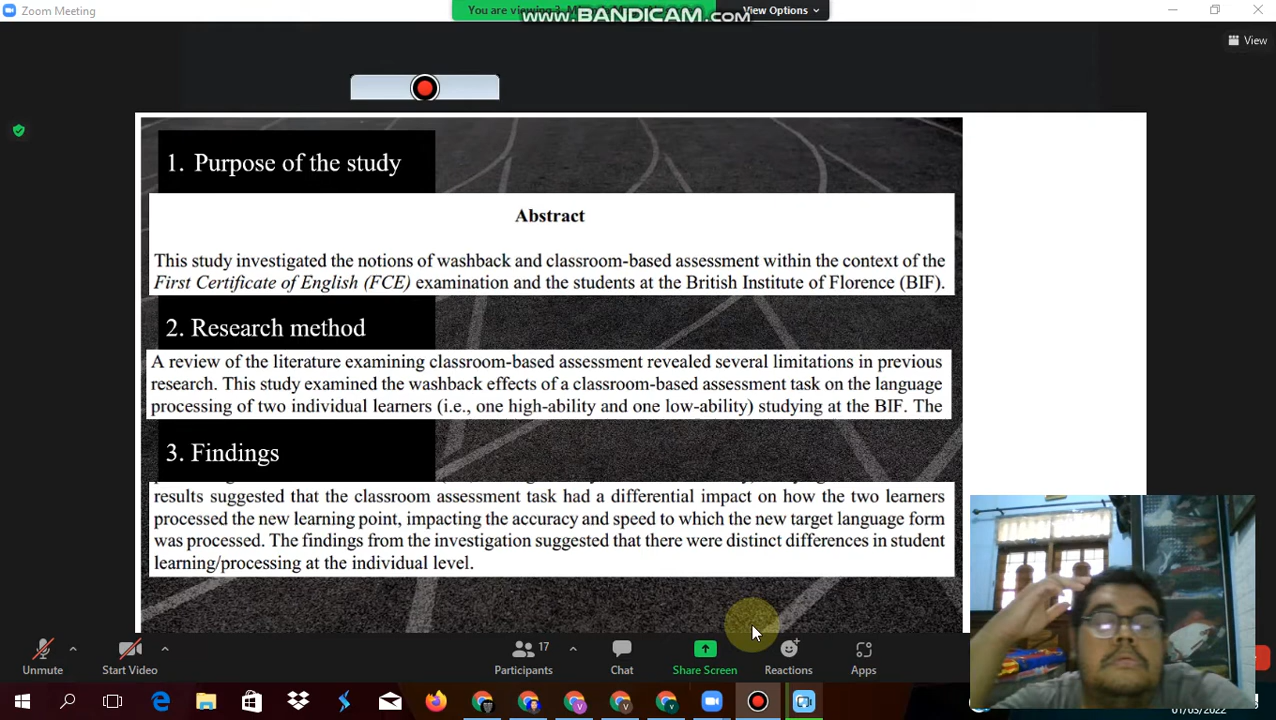 Zoom Meeting
You are viewing
www.BANDICAM.com
View Options
View
1. Purpose of the study
Abstract
This study investigated the notions of washback and classroom-based assessment within the context of the
First Certificate of English (FCE) examination and the students at the British Institute of Florence (BIF).
2. Research method
A review of the literature examining classroom-based assessment revealed several limitations in previous
research. This study examined the washback effects of a classroom-based assessment task on the language
processing of two individual learners (i.e., one high-ability and one low-ability) studying at the BIF. The
3. Findings
results suggested that the classroom assessment task had a differential impact on how the two learners
processed the new learning point, impacting the accuracy and speed to which the new target language form
was processed. The findings from the investigation suggested that there were distinct differences in student
learning/processing at the individual level.
17
Unmute
Start Video
Participants
Chat
Share Screen
Reactions
Apps
01/03/2022